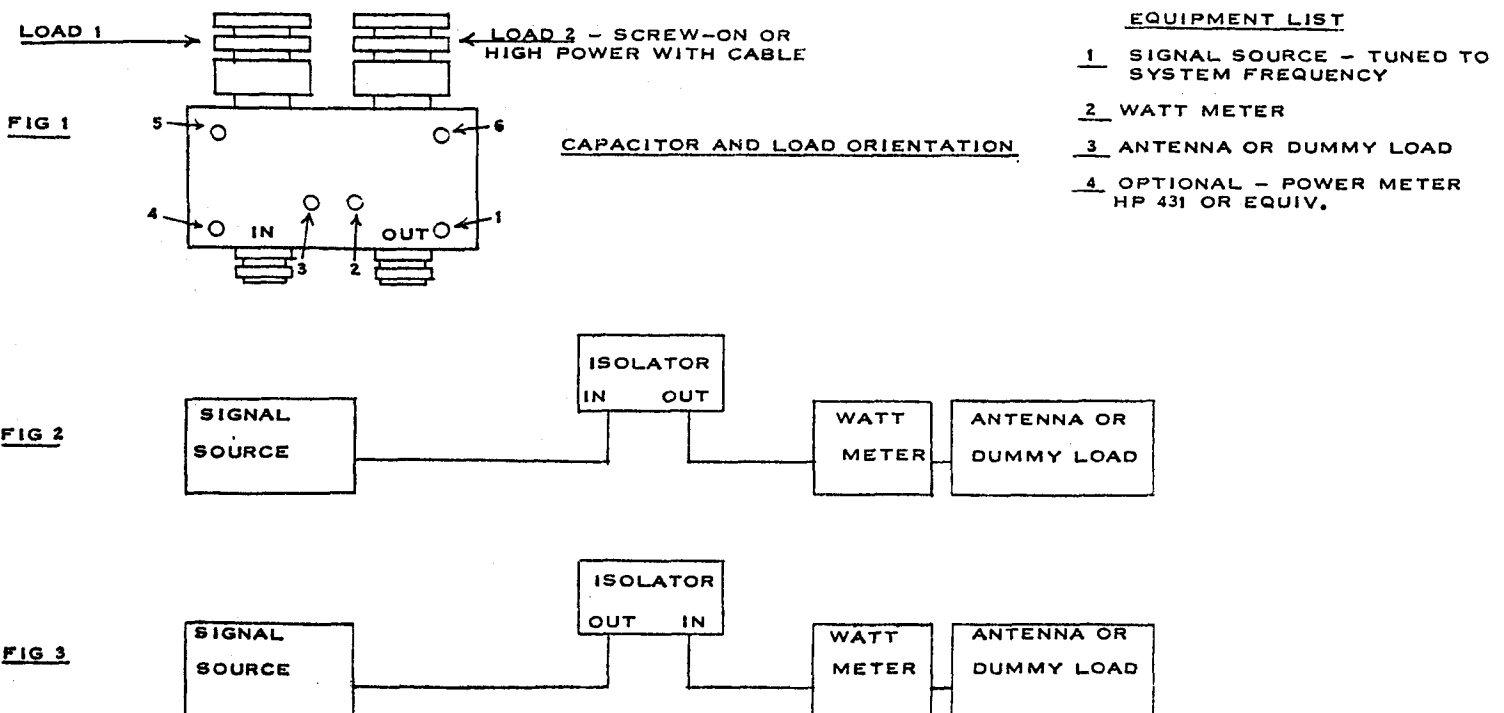 LOAD 1
LOAD 2 - SCREW-ON OR
HIGH POWER WITH CABLE
FIG 1
5
6
4
IN
OUT
1
3
2
CAPACITOR AND LOAD ORIENTATION
EQUIPMENT LIST
1 SIGNAL SOURCE - TUNED TO
SYSTEM FREQUENCY
2 WATT METER
3 ANTENNA OR DUMMY LOAD
4 OPTIONAL - POWER METER
HP 431 OR EQUIV.
FIG 2
SIGNAL
SOURCE
ISOLATOR
IN OUT
WATT
METER
ANTENNA OR
DUMMY LOAD
FIG 3
SIGNAL
SOURCE
ISOLATOR
OUT IN
WATT
METER
ANTENNA OR
DUMMY LOAD